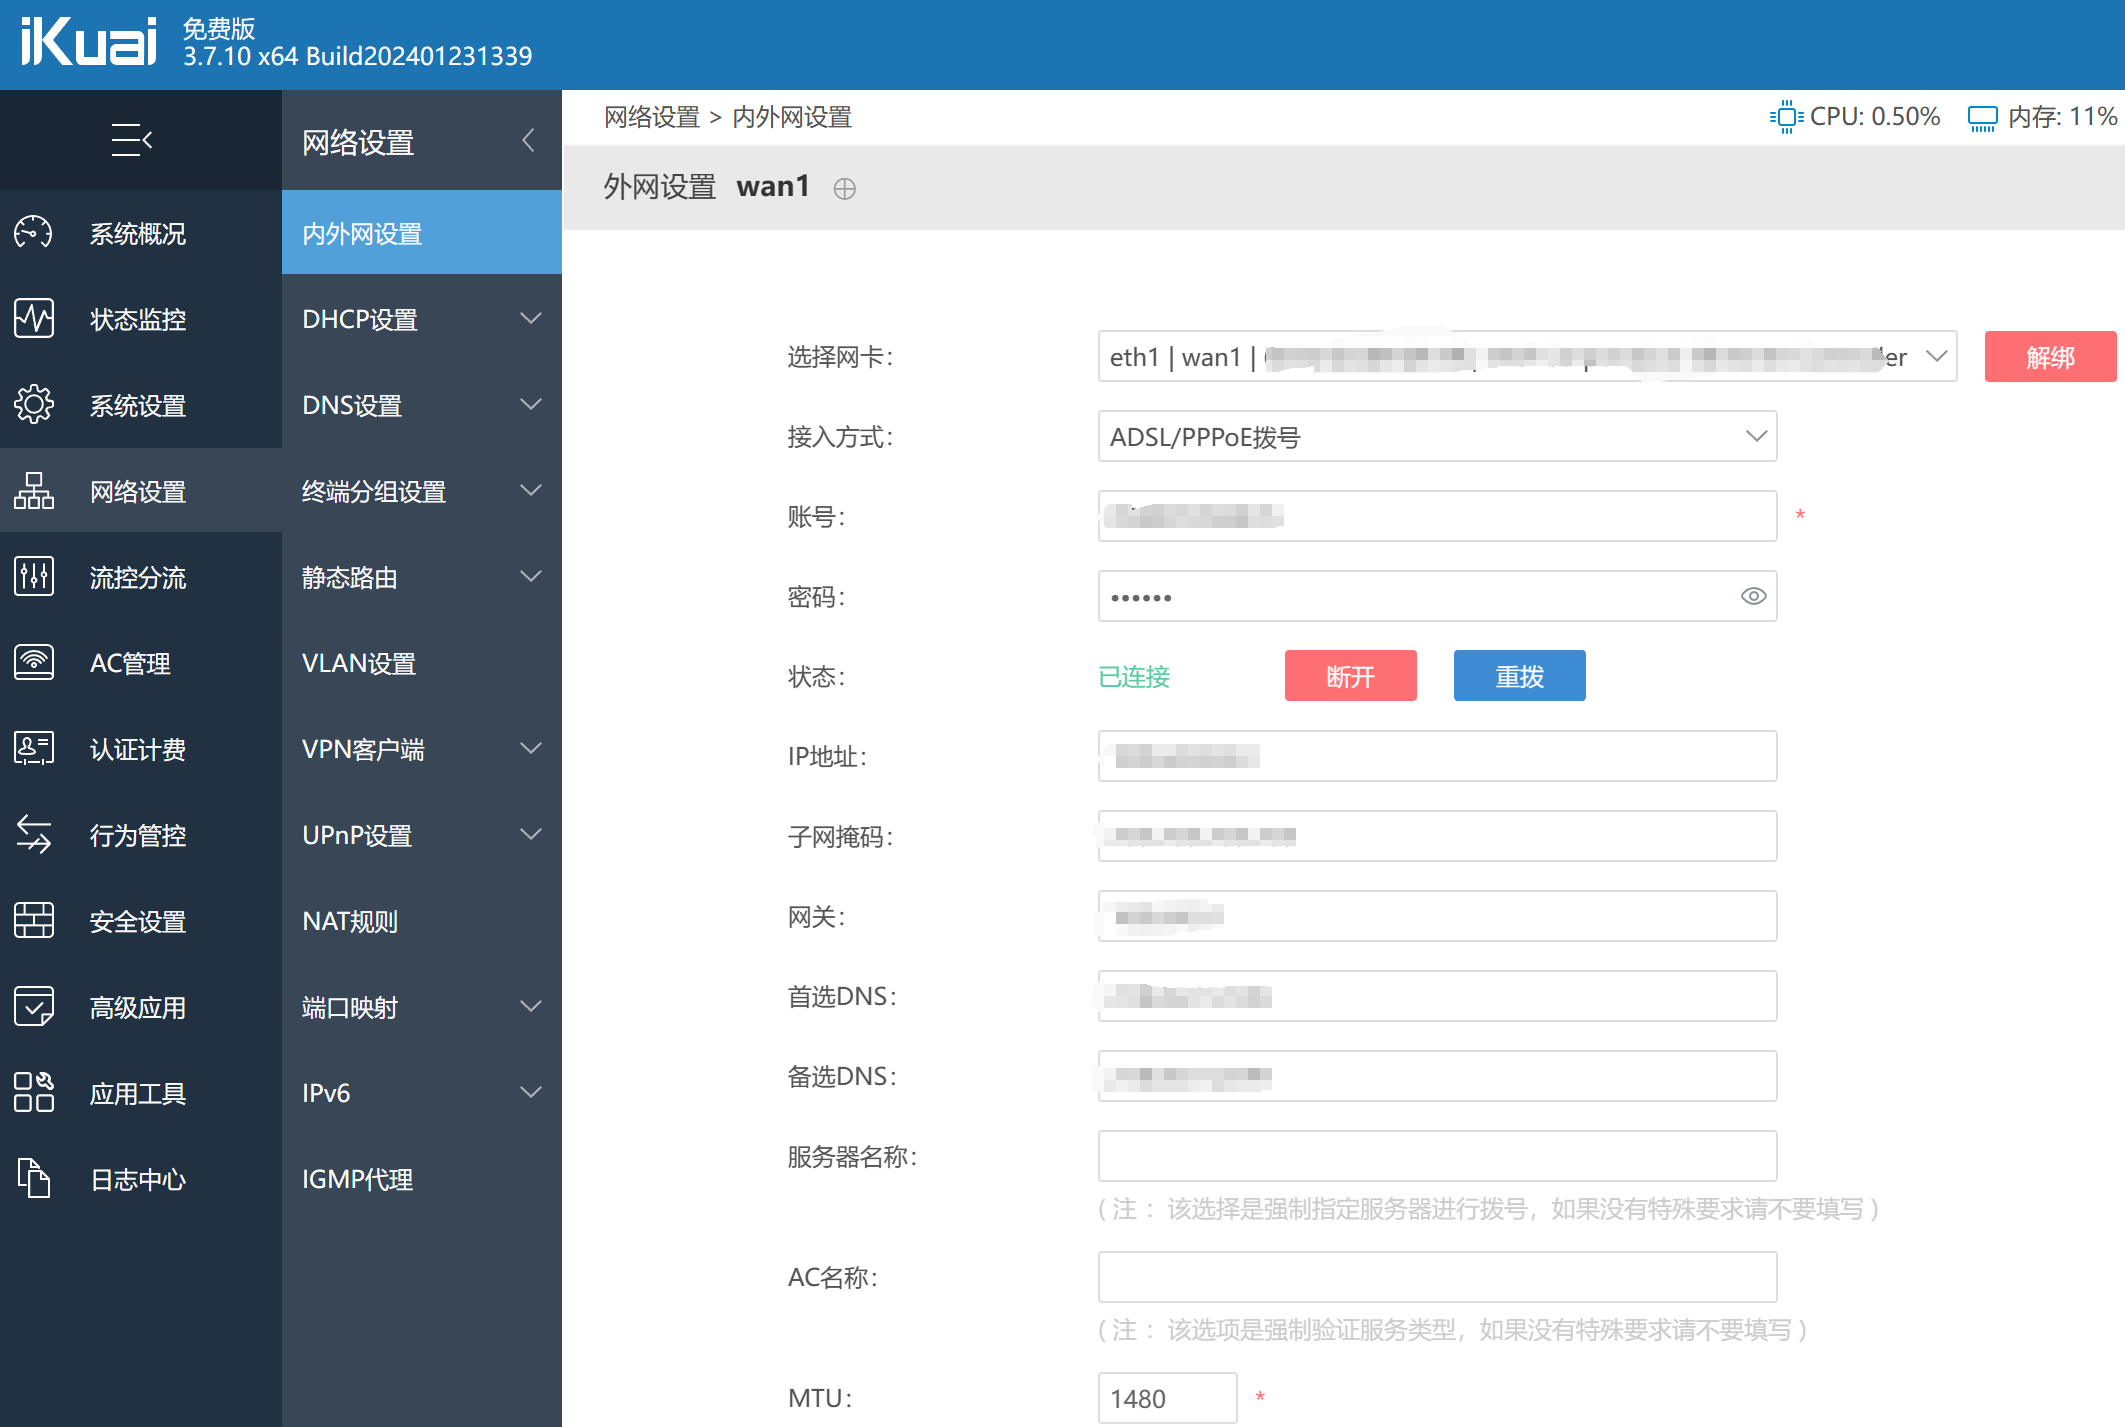 iKuai
免费版
3.7.10 x64 Build202401231339
网络设置
网络设置 > 内外网设置
CPU: 0.50%
内存: 11%
外网设置 wan1
系统概况
状态监控
系统设置
网络设置
流控分流
AC管理
认证计费
行为管控
安全设置
高级应用
应用工具
日志中心
内外网设置
DHCP设置
DNS设置
终端分组设置
静态路由
VLAN设置
VPN客户端
UPnP设置
NAT规则
端口映射
IPv6
IGMP代理
选择网卡： eth1 | wan1 | er 解绑
接入方式： ADSL/PPPoE拨号
账号： *
密码： ••••••
状态： 已连接 断开 重拨
IP地址：
子网掩码：
网关：
首选DNS：
备选DNS：
服务器名称：
( 注 ：该选择是强制指定服务器进行拨号，如果没有特殊要求请不要填写 )
AC名称：
( 注 ：该选项是强制验证服务类型，如果没有特殊要求请不要填写 )
MTU： 1480 *